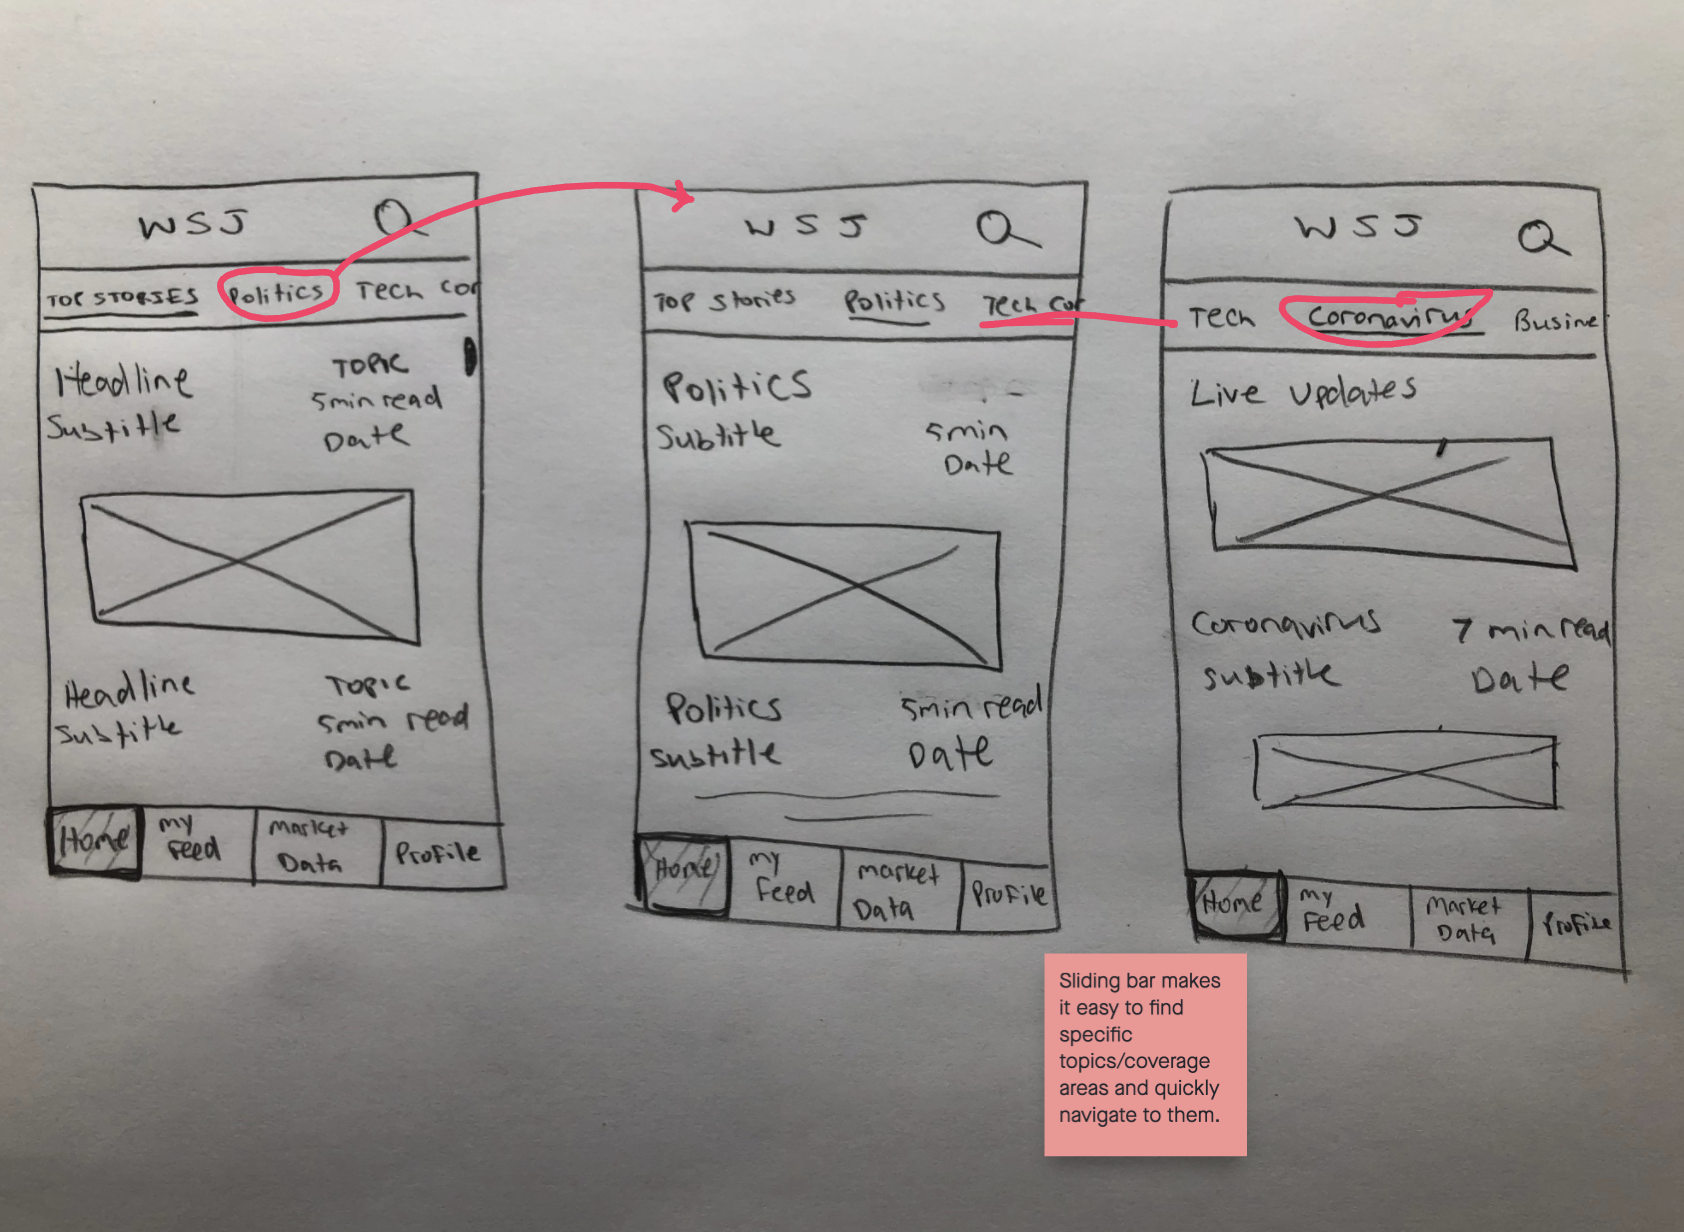 WSJ
TOP STORIES Politics Tech Cor
Headline TOPIC
Subtitle 5min read
Date
Headline TOPIC
Subtitle 5min read
Date
Home My Feed Market Data Profile
WSJ
Top Stories Politics Tech Cor
Politics
Subtitle 5min
Date
Politics 5min read
Subtitle Date
Home My Feed Market Data Profile
WSJ
Tech Coronavirus Busine
Live Updates
Coronavirus 7 min read
Subtitle Date
Home My Feed Market Data Profile
Sliding bar makes
it easy to find
specific
topics/coverage
areas and quickly
navigate to them.